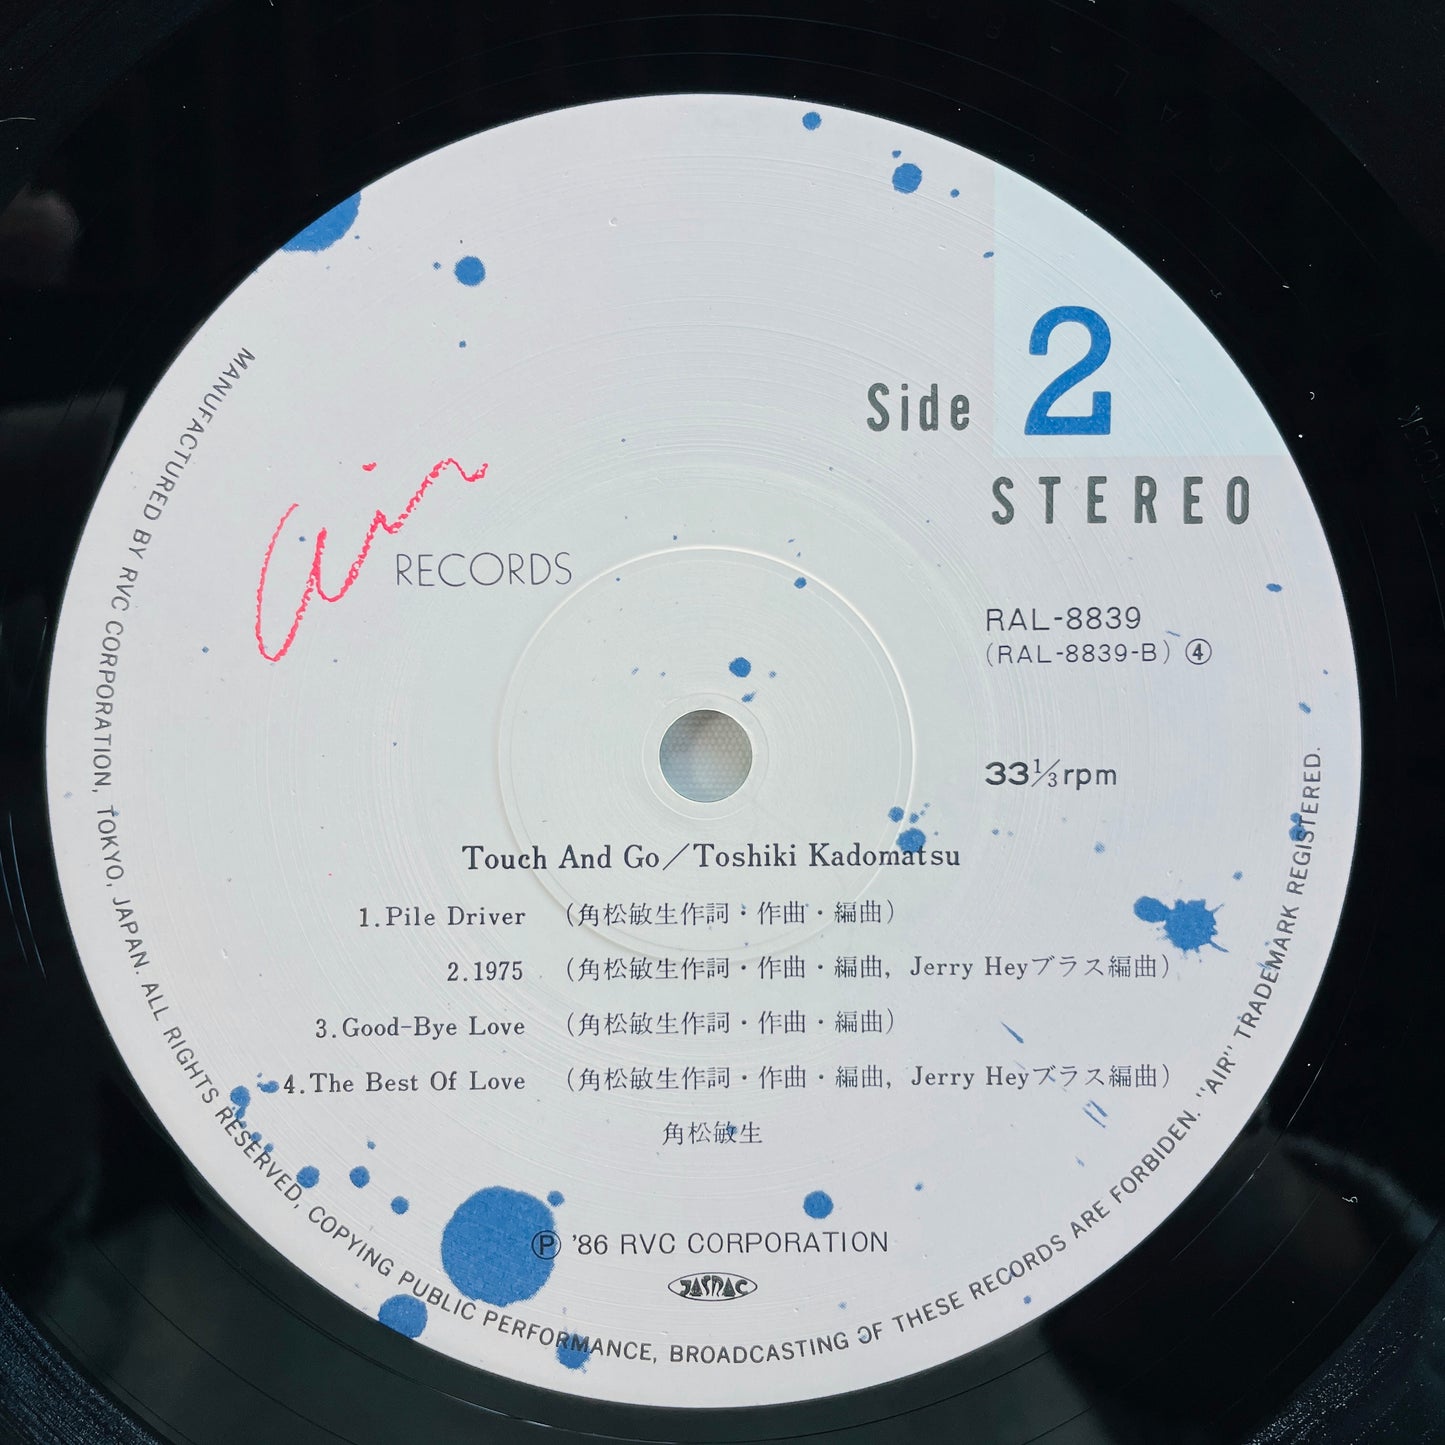 Side 2
STEREO
Air
RECORDS
RAL-8839
(RAL-8839-B) ④
33 1/3 rpm
Touch And Go／Toshiki Kadomatsu
1.Pile Driver （角松敏生作詞・作曲・編曲）
2.1975 （角松敏生作詞・作曲・編曲, Jerry Heyブラス編曲）
3.Good-Bye Love （角松敏生作詞・作曲・編曲）
4.The Best Of Love （角松敏生作詞・作曲・編曲, Jerry Heyブラス編曲）
角松敏生
Ⓟ '86 RVC CORPORATION
JASRAC
MANUFACTURED BY RVC CORPORATION, TOKYO, JAPAN. ALL RIGHTS RESERVED, COPYING PUBLIC PERFORMANCE, BROADCASTING OF THESE RECORDS ARE FORBIDEN. "AIR" TRADEMARK REGISTERED.